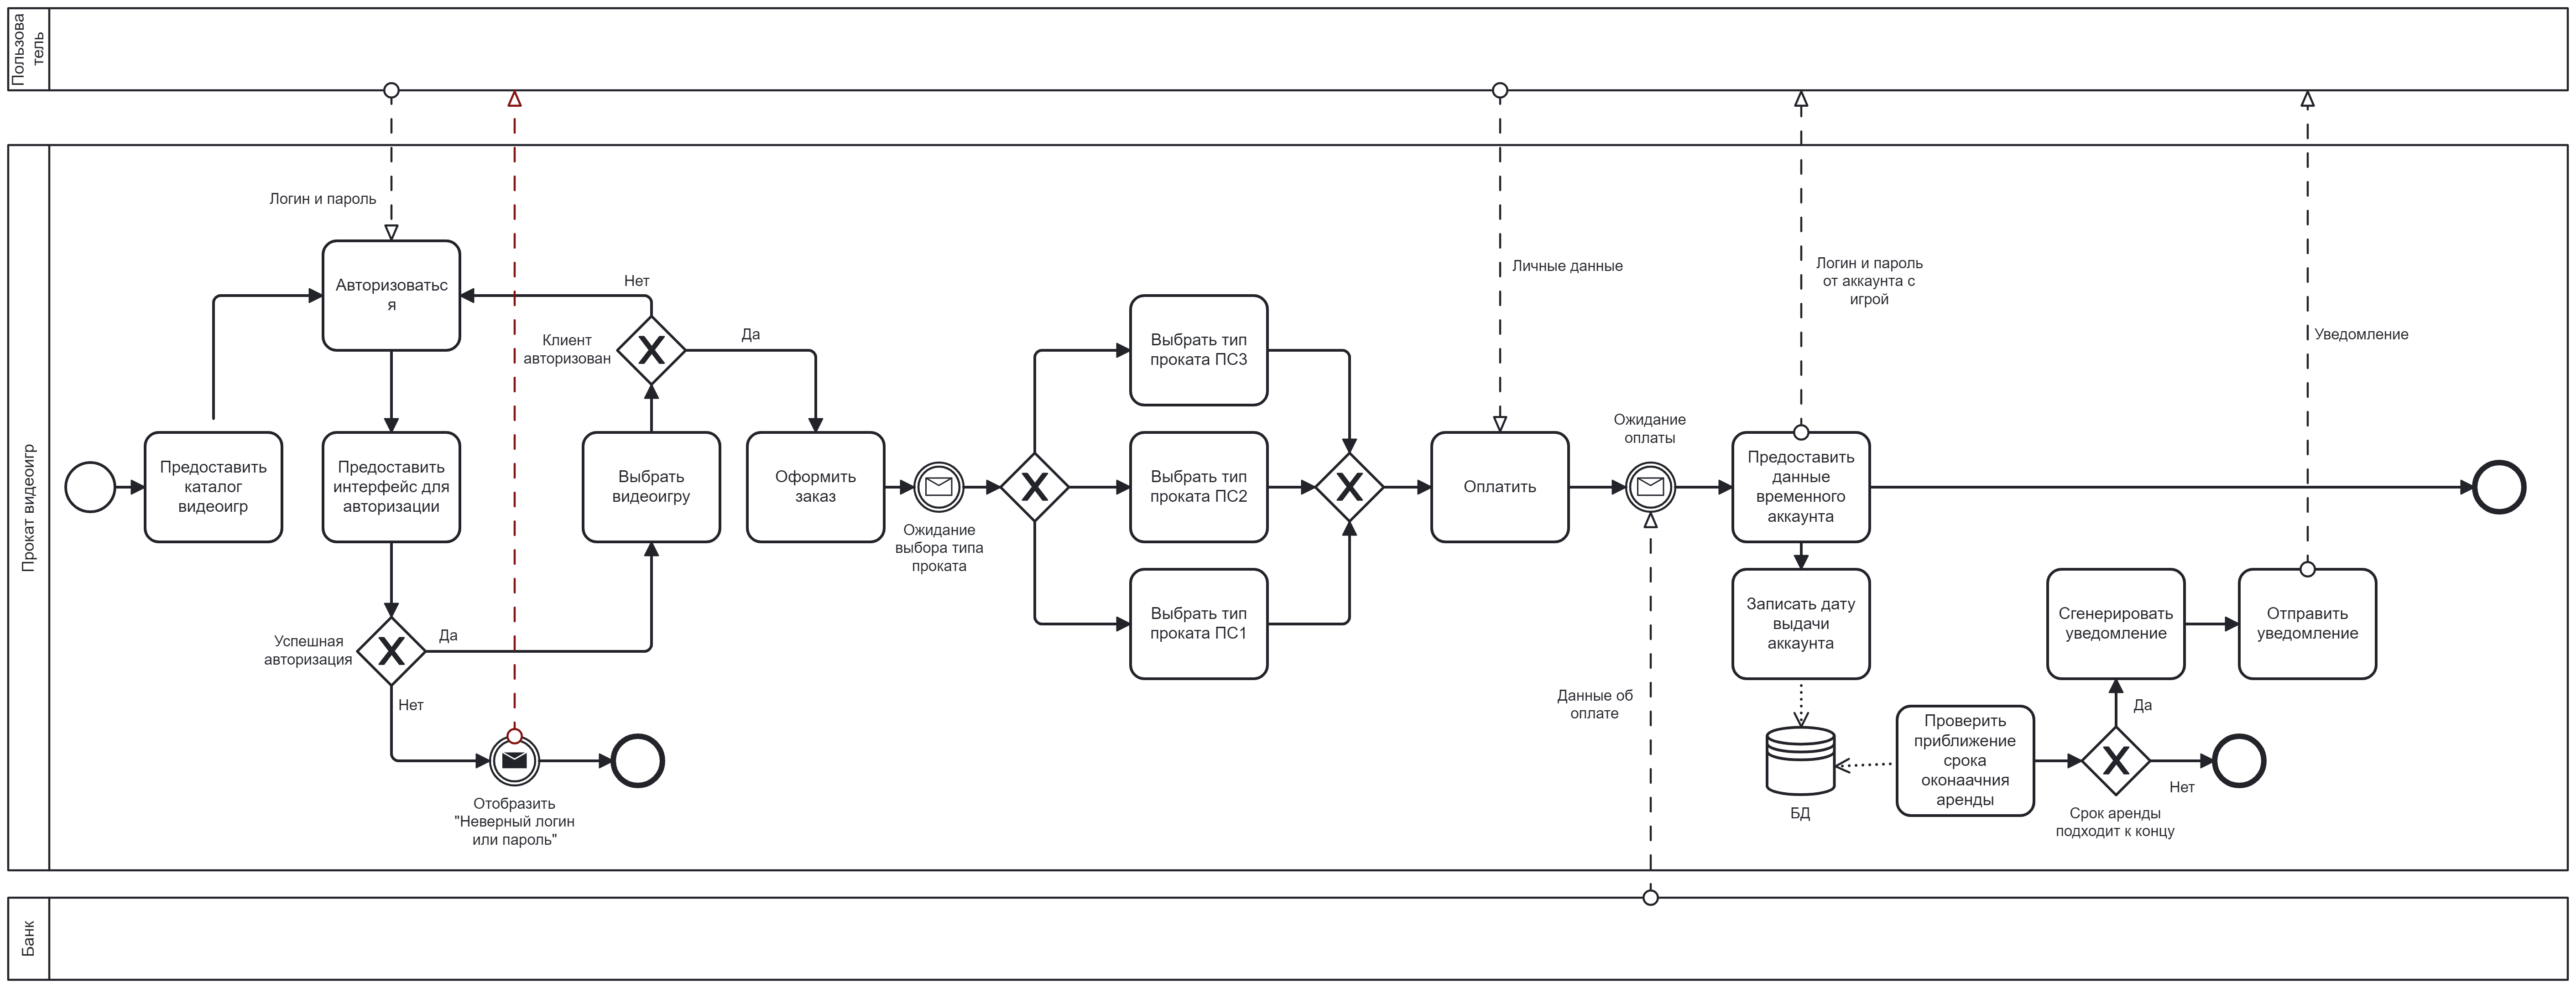 Пользова
тель
Прокат видеоигр
Логин и пароль
Авторизоватьс
я
Нет
Клиент
авторизован
Да
Предоставить
каталог
видеоигр
Предоставить
интерфейс для
авторизации
Выбрать
видеоигру
Оформить
заказ
Ожидание
выбора типа
проката
Успешная
авторизация
Да
Нет
Отобразить
"Неверный логин
или пароль"
Выбрать тип
проката ПС3
Выбрать тип
проката ПС2
Выбрать тип
проката ПС1
Личные данные
Оплатить
Ожидание
оплаты
Данные об
оплате
Логин и пароль
от аккаунта с
игрой
Предоставить
данные
временного
аккаунта
Записать дату
выдачи
аккаунта
БД
Проверить
приближение
срока
оконаачния
аренды
Срок аренды
подходит к концу
Да
Нет
Сгенерировать
уведомление
Отправить
уведомление
Уведомление
Банк